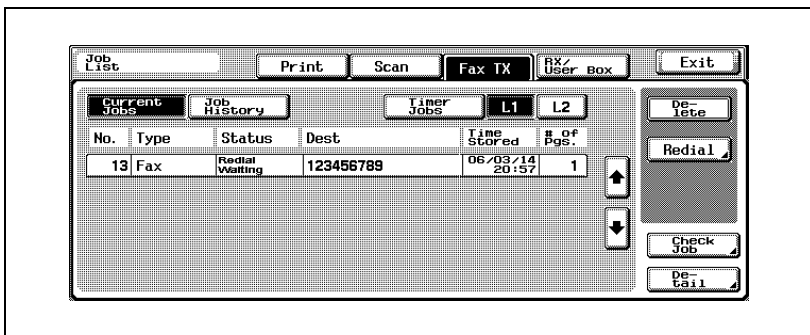 Job List
Print Scan Fax TX RX/User Box Exit
Current Jobs Job History Timer Jobs L1 L2 De-lete
No. Type Status Dest Time Stored # Of Pgs.
Redial
13 Fax Redial Waiting 123456789 06/03/14 20:57 1
Check Job
De-tail